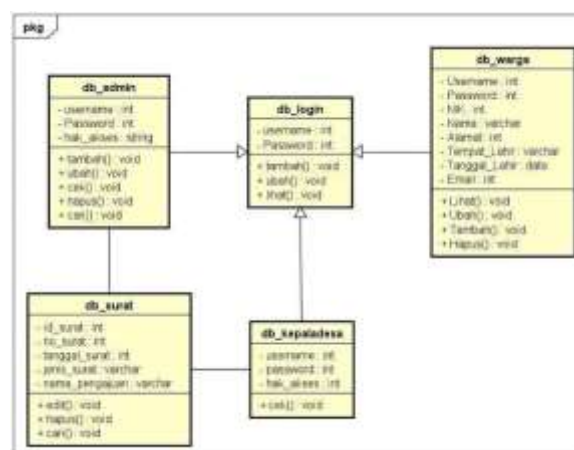 pkg
db_admin
- username : int
- Password : int
- hak_akses : string
+ tambah() : void
+ ubah() : void
+ cek() : void
+ hapus() : void
+ cari() : void
db_login
- username : int
- Password : int
+ tambah() : void
+ ubah() : void
+ lihat() : void
db_warga
- Username : int
- Password : int
- NIK : int
- Nama : varchar
- Alamat : int
- Tempat_Lahir : varchar
- Tanggal_Lahir : date
- Email : int
+ Lihat() : void
+ Ubah() : void
+ Tambah() : void
+ Hapus() : void
db_surat
- id_surat : int
- no_surat : int
- tanggal_surat : int
- jenis_surat : varchar
- nama_pengajuan : varchar
+ edit() : void
+ hapus() : void
+ cari() : void
db_kepaladesa
- username : int
- password : int
- hak_akses : int
+ cek() : void